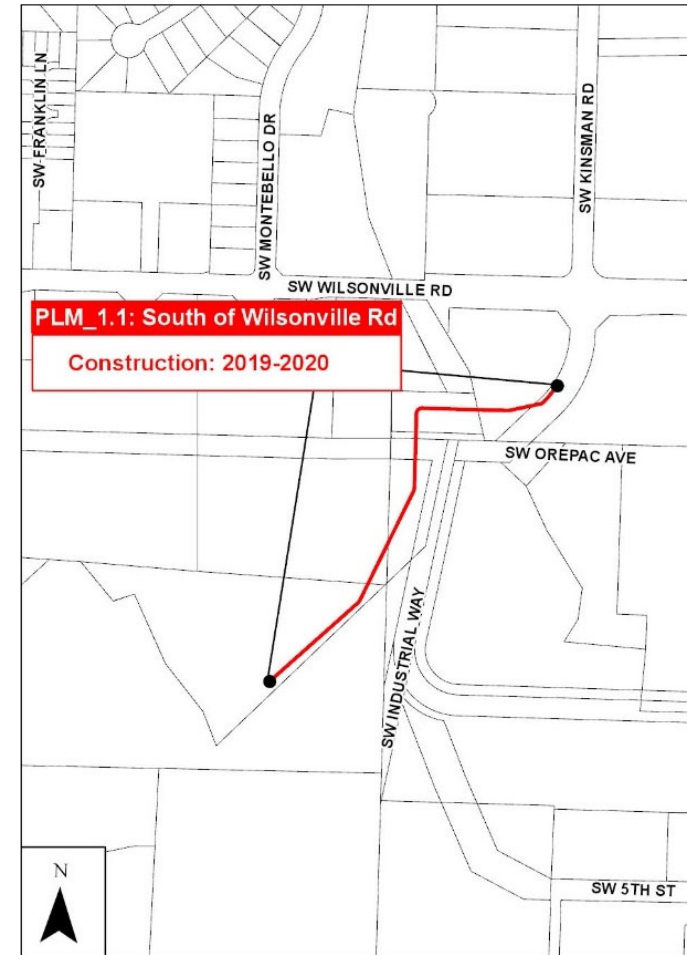 SW FRANKLIN LN
SW MONTEBELLO DR
SW KINSMAN RD
SW WILSONVILLE RD
PLM_1.1: South of Wilsonville Rd
Construction: 2019-2020
SW OREPAC AVE
SW INDUSTRIAL WAY
SW 5TH ST
N